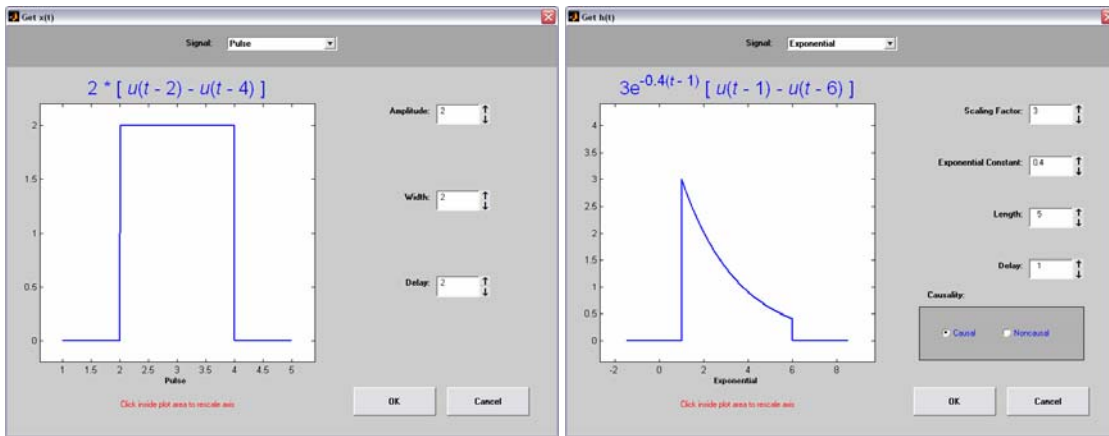 Get x(t)
Signal: Pulse
2 * [ u(t - 2) - u(t - 4) ]
2
1.5
1
0.5
0
1 1.5 2 2.5 3 3.5 4 4.5 5
Pulse
Click inside plot area to rescale axis
Amplitude: 2
Width: 2
Delay: 2
OK Cancel
Get h(t)
Signal: Exponential
3e^-0.4(t - 1) [ u(t - 1) - u(t - 6) ]
4
3.5
3
2.5
2
1.5
1
0.5
0
-2 0 2 4 6 8
Exponential
Click inside plot area to rescale axis
Scaling Factor: 3
Exponential Constant: 0.4
Length: 5
Delay: 1
Causality:
Causal Noncausal
OK Cancel